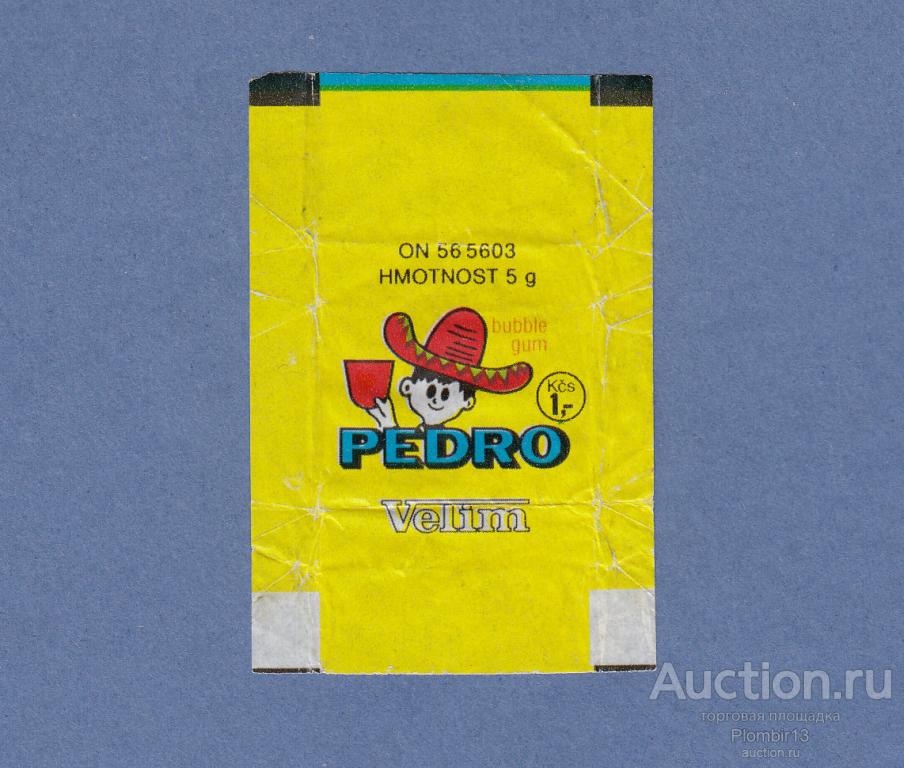 ON 56 5603
HMOTNOST 5 g
bubble
gum
Kčs
1,-
PEDRO
Velim
Auction.ru
торговая площадка
Plombir13
auction.ru